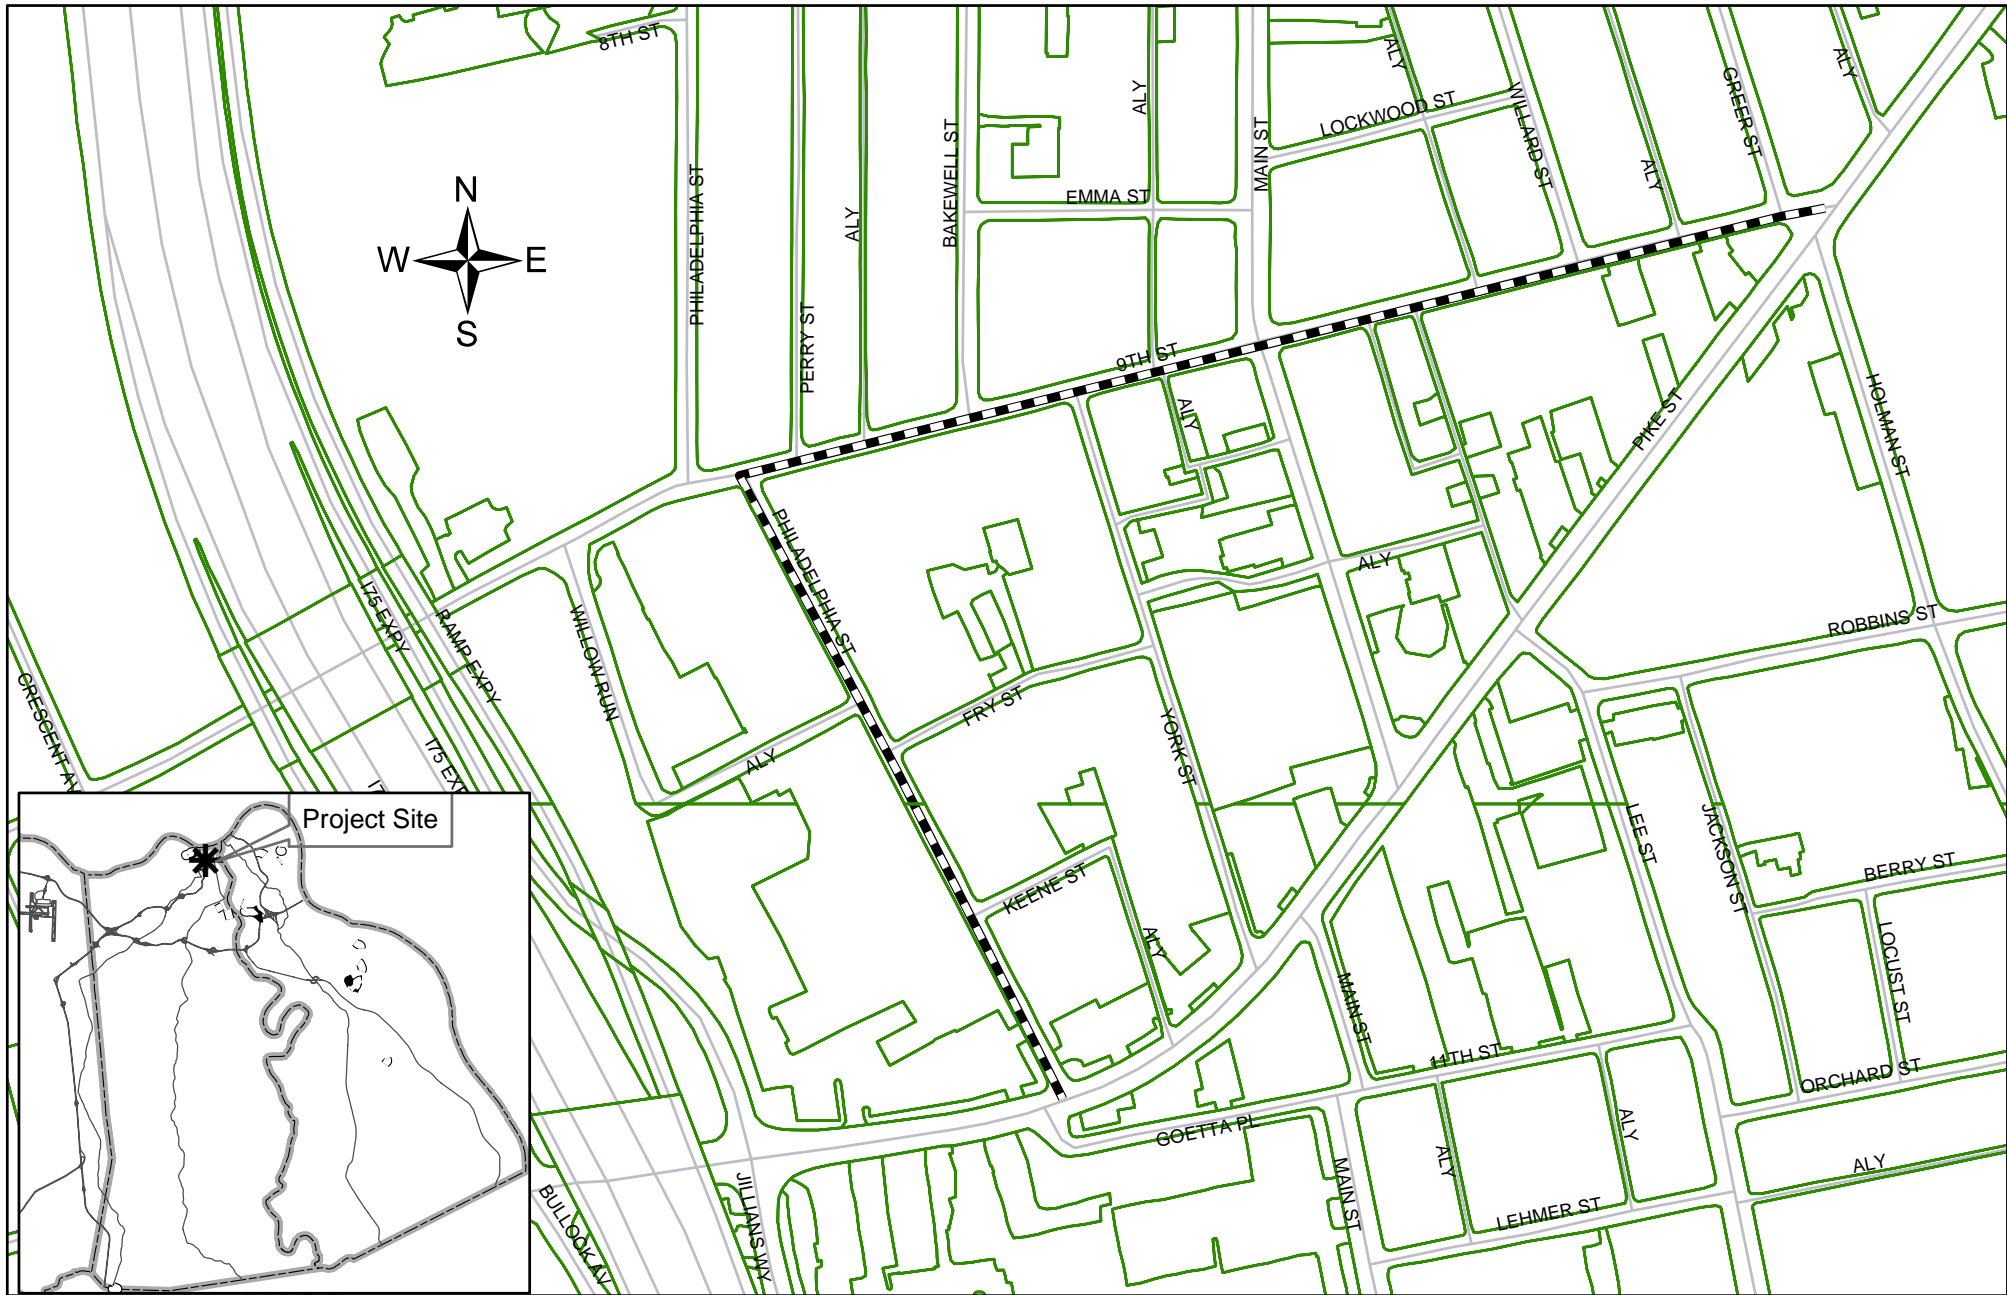 8TH ST
ALY
ALY
GREER ST
ALY
WILLARD ST
LOCKWOOD ST
ALY
MAIN ST
BAKEWELL ST
PHILADELPHIA ST
ALY
N
W E
S
EMMA ST
ALY
PERRY ST
9TH ST
ALY
PIKE ST
HOLMAN ST
PHILADELPHIA ST
ALY
I75 EXPY
RAMP EXPY
WILLOW RUN
ROBBINS ST
CRESCENT AV
FRY ST
YORK ST
I75 EXP
ALY
LEE ST
JACKSON ST
Project Site
BERRY ST
KEENE ST
ALY
LOCUST ST
MAIN ST
11TH ST
ORCHARD ST
GOETTA PL
ALY
ALY
ALY
MAIN ST
BULLOCK AV
JILLIANS WY
LEHMER ST